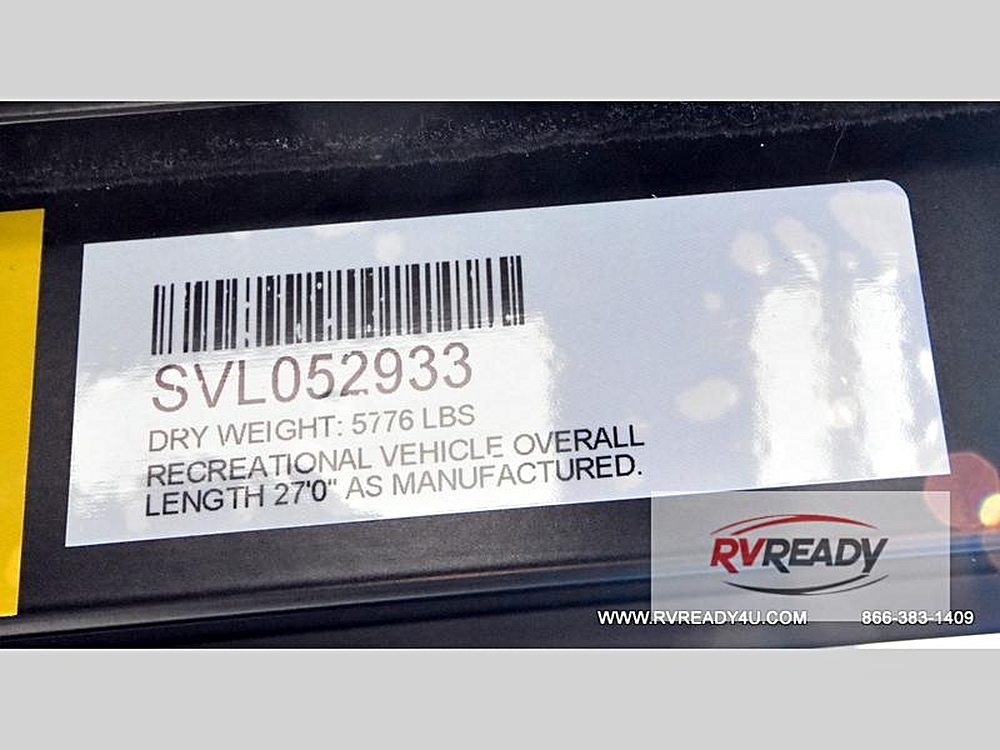 SVL052933
DRY WEIGHT: 5776 LBS
RECREATIONAL VEHICLE OVERALL
LENGTH 27'0" AS MANUFACTURED.
RVREADY
WWW.RVREADY4U.COM 866-383-1409